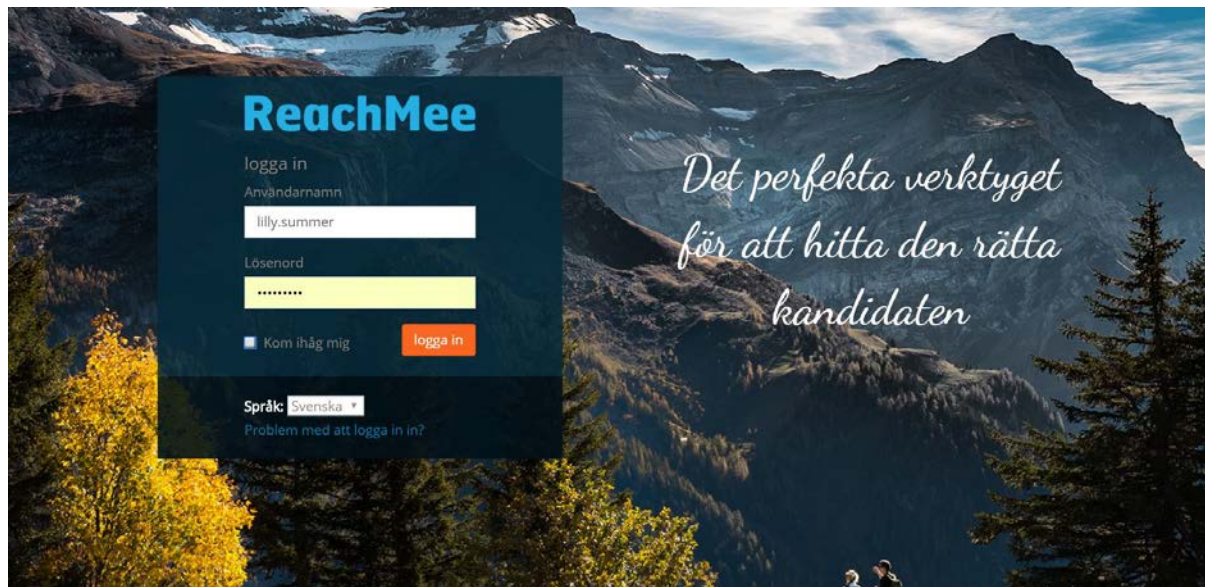 ReachMee
logga in
Användarnamn
lilly.summer
Lösenord
•••••••••
Kom ihåg mig
logga in
Språk: Svenska
Problem med att logga in in?
Det perfekta verktyget
för att hitta den rätta
kandidaten